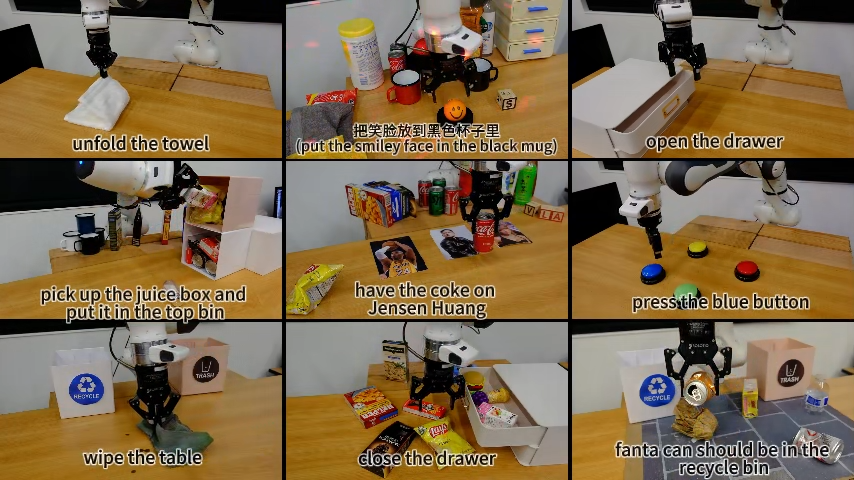 unfold the towel
把笑脸放到黑色杯子里
(put the smiley face in the black mug)
S
open the drawer
pick up the juice box and
put it in the top bin
V L A
Coca-Cola
have the coke on
Jensen Huang
press the blue button
RECYCLE
TRASH
wipe the table
Lay's
close the drawer
RECYCLE
TRASH
fanta can should be in the
recycle bin